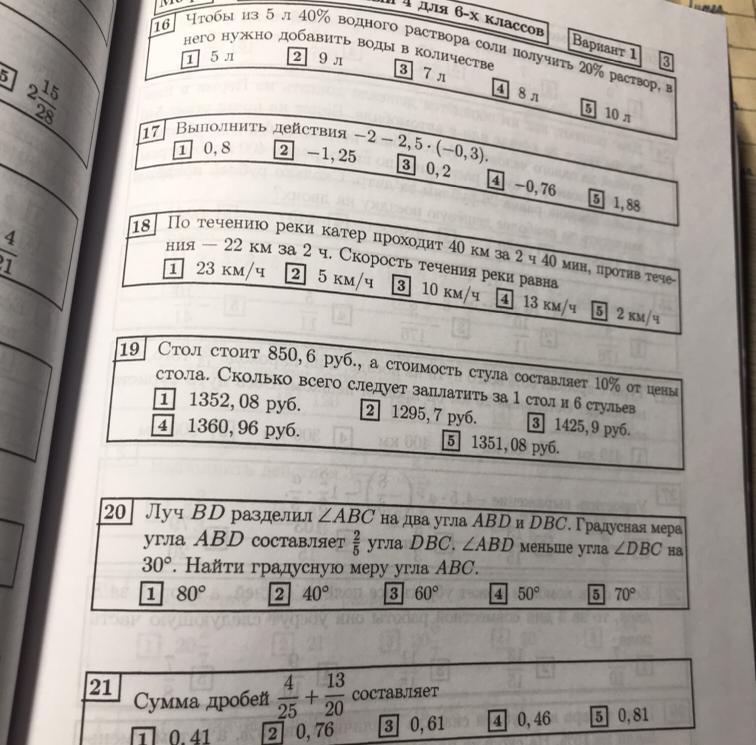 4 для 6-х классов
Вариант 1
3
16 Чтобы из 5 л 40% водного раствора соли получить 20% раствор, в
него нужно добавить воды в количестве
1 5 л 2 9 л 3 7 л 4 8 л 5 10 л
17 Выполнить действия −2 − 2,5 · (−0,3).
1 0,8 2 −1,25 3 0,2 4 −0,76 5 1,88
18 По течению реки катер проходит 40 км за 2 ч 40 мин, против тече-
ния — 22 км за 2 ч. Скорость течения реки равна
1 23 км/ч 2 5 км/ч 3 10 км/ч 4 13 км/ч 5 2 км/ч
19 Стол стоит 850,6 руб., а стоимость стула составляет 10% от цены
стола. Сколько всего следует заплатить за 1 стол и 6 стульев
1 1352,08 руб. 2 1295,7 руб. 3 1425,9 руб.
4 1360,96 руб. 5 1351,08 руб.
20 Луч BD разделил ∠ABC на два угла ABD и DBC. Градусная мера
угла ABD составляет 2/5 угла DBC. ∠ABD меньше угла ∠DBC на
30°. Найти градусную меру угла ABC.
1 80° 2 40° 3 60° 4 50° 5 70°
21 Сумма дробей 4/25 + 13/20 составляет
1 0,41 2 0,76 3 0,61 4 0,46 5 0,81
5 2 15/28
4/21